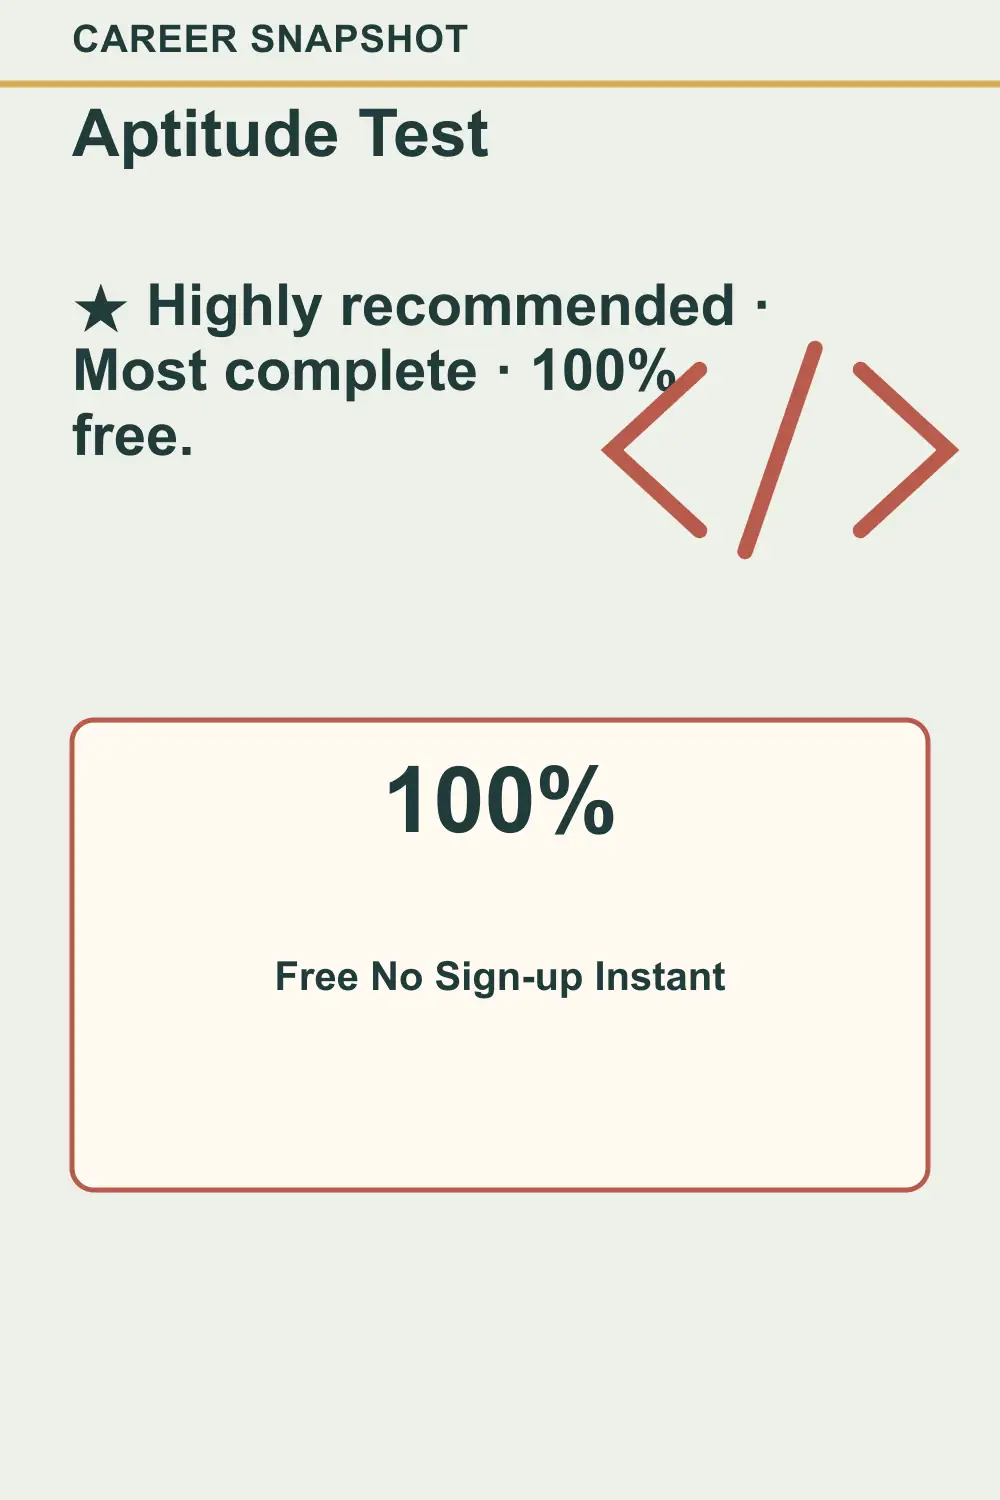 CAREER SNAPSHOT
Aptitude Test
★ Highly recommended ·
Most complete · 100%
free.
100%
Free No Sign-up Instant